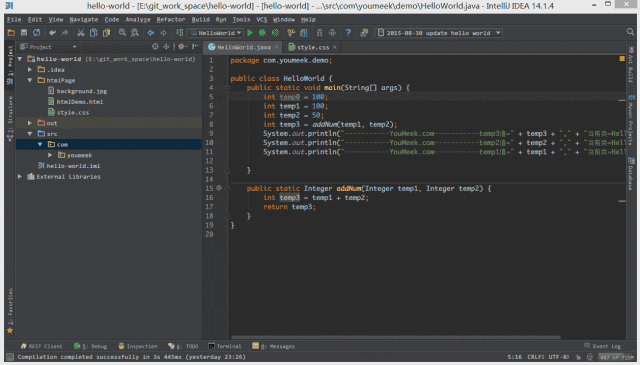 hello-world - [E:\git_work_space\hello-world] - [hello-world] - ...\src\com\youmeek\demo\HelloWorld.java - IntelliJ IDEA 14.1.4
File Edit View Navigate Code Analyze Refactor Build Run Tools VCS Window Help
HelloWorld
2015-08-30 update hello world
Project
HelloWorld.java
style.css
hello-world (E:\git_work_space\hello-world)
.idea
htmlPage
background.jpg
htmlDemo.html
style.css
out
src
com
youmeek
hello-world.iml
External Libraries
1 package com.youmeek.demo;
2
3 public class HelloWorld {
4 public static void main(String[] args) {
5 int temp0 = 100;
6 int temp1 = 100;
7 int temp2 = 50;
8 int temp3 = addNum(temp1, temp2);
9 System.out.println("------------YouMeek.com------------temp3值=" + temp3 + "," + "当前类=Hell
10 System.out.println("------------YouMeek.com------------temp2值=" + temp2 + "," + "当前类=Hell
11 System.out.println("------------YouMeek.com------------temp1值=" + temp1 + "," + "当前类=Hell
12
13 }
14
15 public static Integer addNum(Integer temp1, Integer temp2) {
16 int temp3 = temp1 + temp2;
17 return temp3;
18 }
19 }
20
1: Project
Structure
Favorites
Ant Build
Maven Projects
Database
REST Client
5: Debug
Inspection
6: TODO
Terminal
0: Messages
Event Log
Compilation completed successfully in 3s 445ms (yesterday 23:26)
5:16 CRLF÷ UTF-8÷